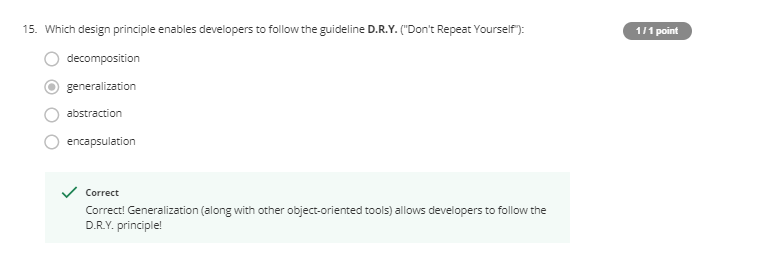 15. Which design principle enables developers to follow the guideline D.R.Y. ("Don't Repeat Yourself"):
1 / 1 point
decomposition
generalization
abstraction
encapsulation
Correct
Correct! Generalization (along with other object-oriented tools) allows developers to follow the
D.R.Y. principle!